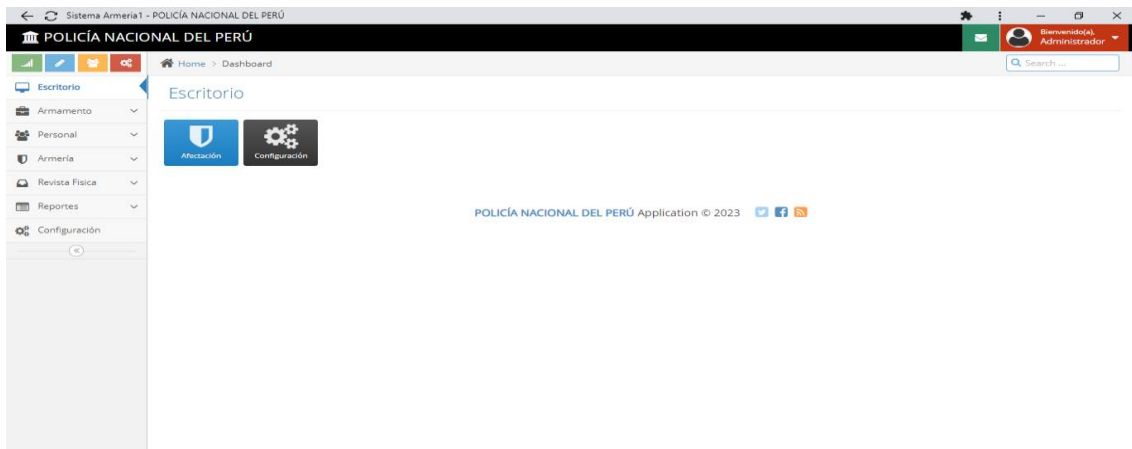 Sistema Armeria1 - POLICÍA NACIONAL DEL PERÚ
POLICÍA NACIONAL DEL PERÚ
Bienvenido(a),
Administrador
Home > Dashboard
Search ...
Escritorio
Armamento
Personal
Armería
Revista Fisica
Reportes
Configuración
Escritorio
Afectación
Configuración
POLICÍA NACIONAL DEL PERÚ Application © 2023